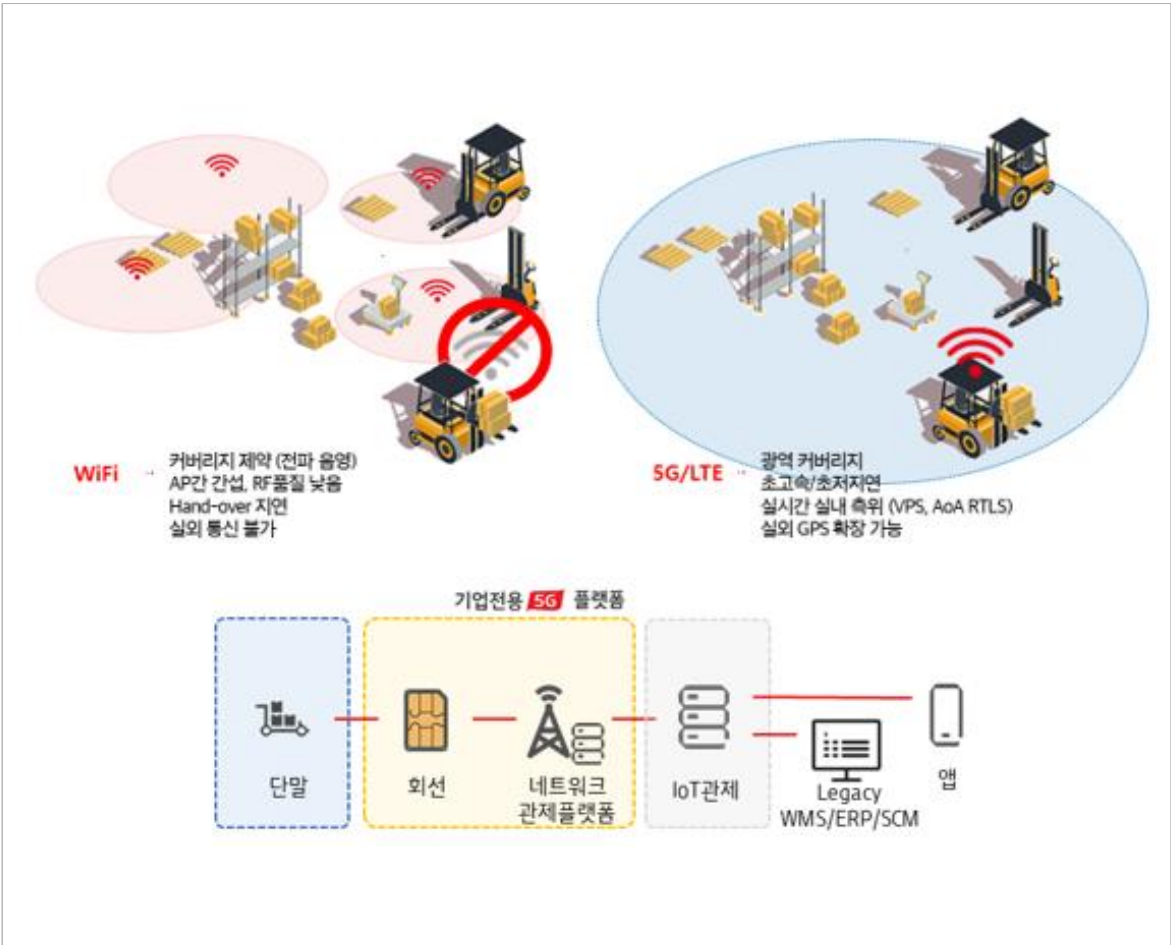 WiFi
커버리지 제약 (전파 음영)
AP간 간섭, RF품질 낮음
Hand-over 지연
실외 통신 불가
5G/LTE
광역 커버리지
초고속/초저지연
실시간 실내 측위 (VPS, AoA RTLS)
실외 GPS 확장 가능
기업전용 5G 플랫폼
단말
회선
네트워크
관제플랫폼
IoT관제
Legacy
WMS/ERP/SCM
앱